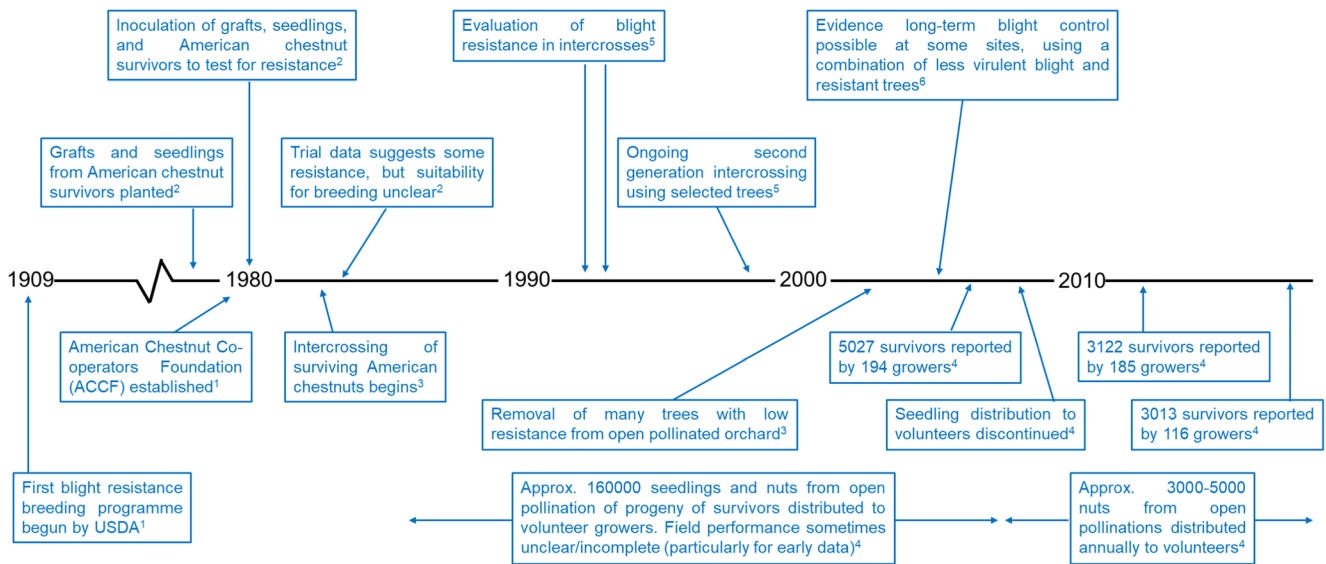 Inoculation of grafts, seedlings,
and American chestnut
survivors to test for resistance²
Evaluation of blight
resistance in intercrosses⁵
Evidence long-term blight control
possible at some sites, using a
combination of less virulent blight and
resistant trees⁶
Grafts and seedlings
from American chestnut
survivors planted²
Trial data suggests some
resistance, but suitability
for breeding unclear²
Ongoing second
generation intercrossing
using selected trees⁵
1909
1980
1990
2000
2010
American Chestnut Co-
operators Foundation
(ACCF) established¹
Intercrossing of
surviving American
chestnuts begins³
5027 survivors reported
by 194 growers⁴
3122 survivors reported
by 185 growers⁴
Removal of many trees with low
resistance from open pollinated orchard³
Seedling distribution to
volunteers discontinued⁴
3013 survivors reported
by 116 growers⁴
First blight resistance
breeding programme
begun by USDA¹
Approx. 160000 seedlings and nuts from open
pollination of progeny of survivors distributed to
volunteer growers. Field performance sometimes
unclear/incomplete (particularly for early data)⁴
Approx. 3000-5000
nuts from open
pollinations distributed
annually to volunteers⁴